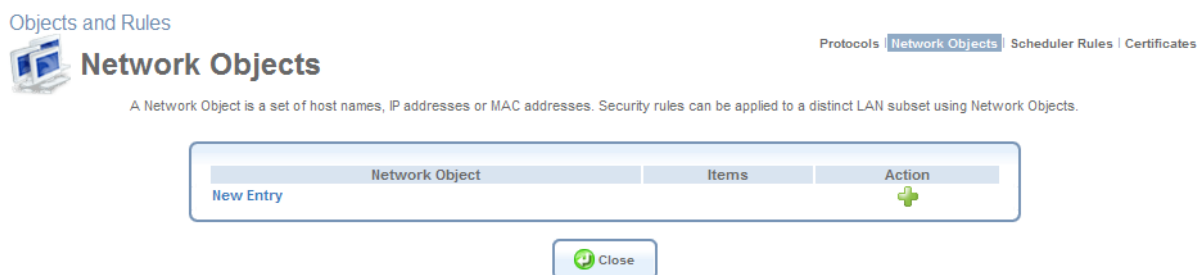 Objects and Rules
Protocols | Network Objects | Scheduler Rules | Certificates
Network Objects
A Network Object is a set of host names, IP addresses or MAC addresses. Security rules can be applied to a distinct LAN subset using Network Objects.
Network Object Items Action
New Entry
Close